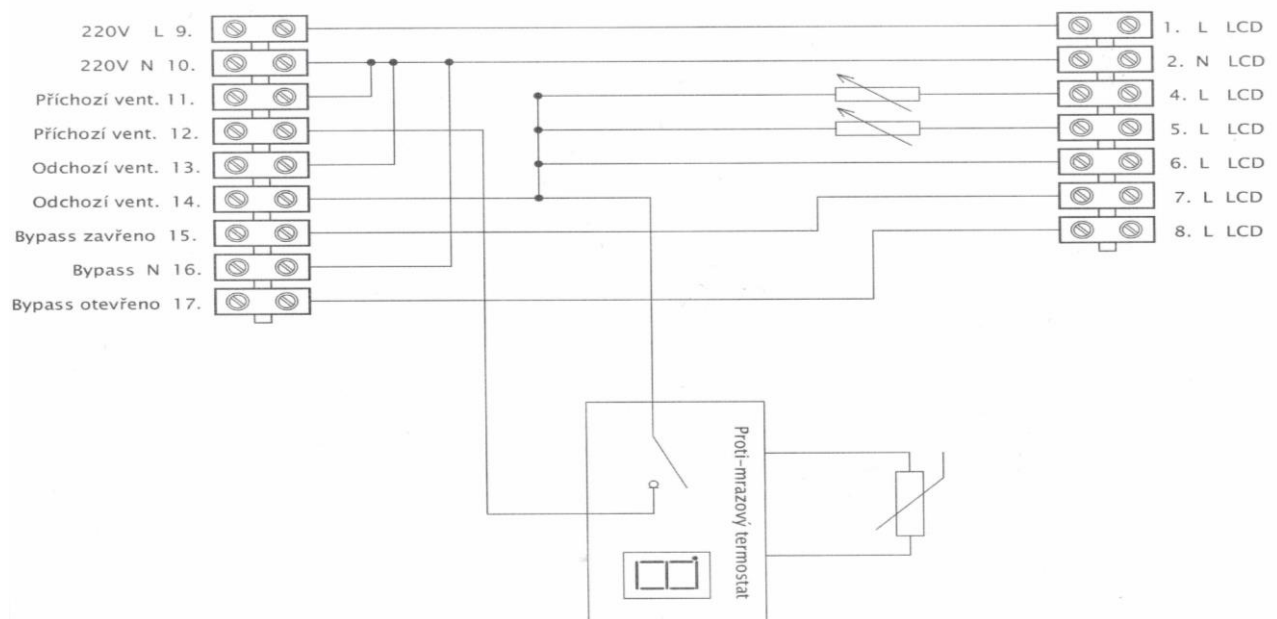 220V L 9.
220V N 10.
Příchozí vent. 11.
Příchozí vent. 12.
Odchozí vent. 13.
Odchozí vent. 14.
Bypass zavřeno 15.
Bypass N 16.
Bypass otevřeno 17.
1. L LCD
2. N LCD
4. L LCD
5. L LCD
6. L LCD
7. L LCD
8. L LCD
Proti-mrazový termostat